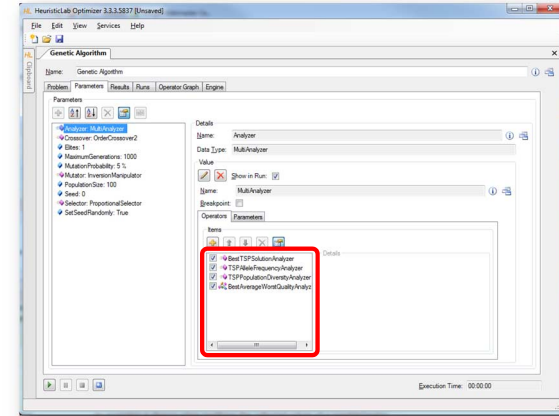 HeuristicLab Optimizer 3.3.3.5837 [Unsaved]
File Edit View Services Help
Genetic Algorithm
Clipboard
Name: Genetic Algorithm
Problem Parameters Results Runs Operator Graph Engine
Parameters
Analyzer: MultiAnalyzer
Crossover: OrderCrossover2
Elites: 1
MaximumGenerations: 1000
MutationProbability: 5 %
Mutator: InversionManipulator
PopulationSize: 100
Seed: 0
Selector: ProportionalSelector
SetSeedRandomly: True
Details
Name: Analyzer
Data Type: MultiAnalyzer
Value
Show in Run:
Name: MultiAnalyzer
Breakpoint:
Operators Parameters
Items
BestTSPSolutionAnalyzer
TSPAlleleFrequencyAnalyzer
TSPPopulationDiversityAnalyzer
BestAverageWorstQualityAnalyz
Details
Execution Time: 00:00:00